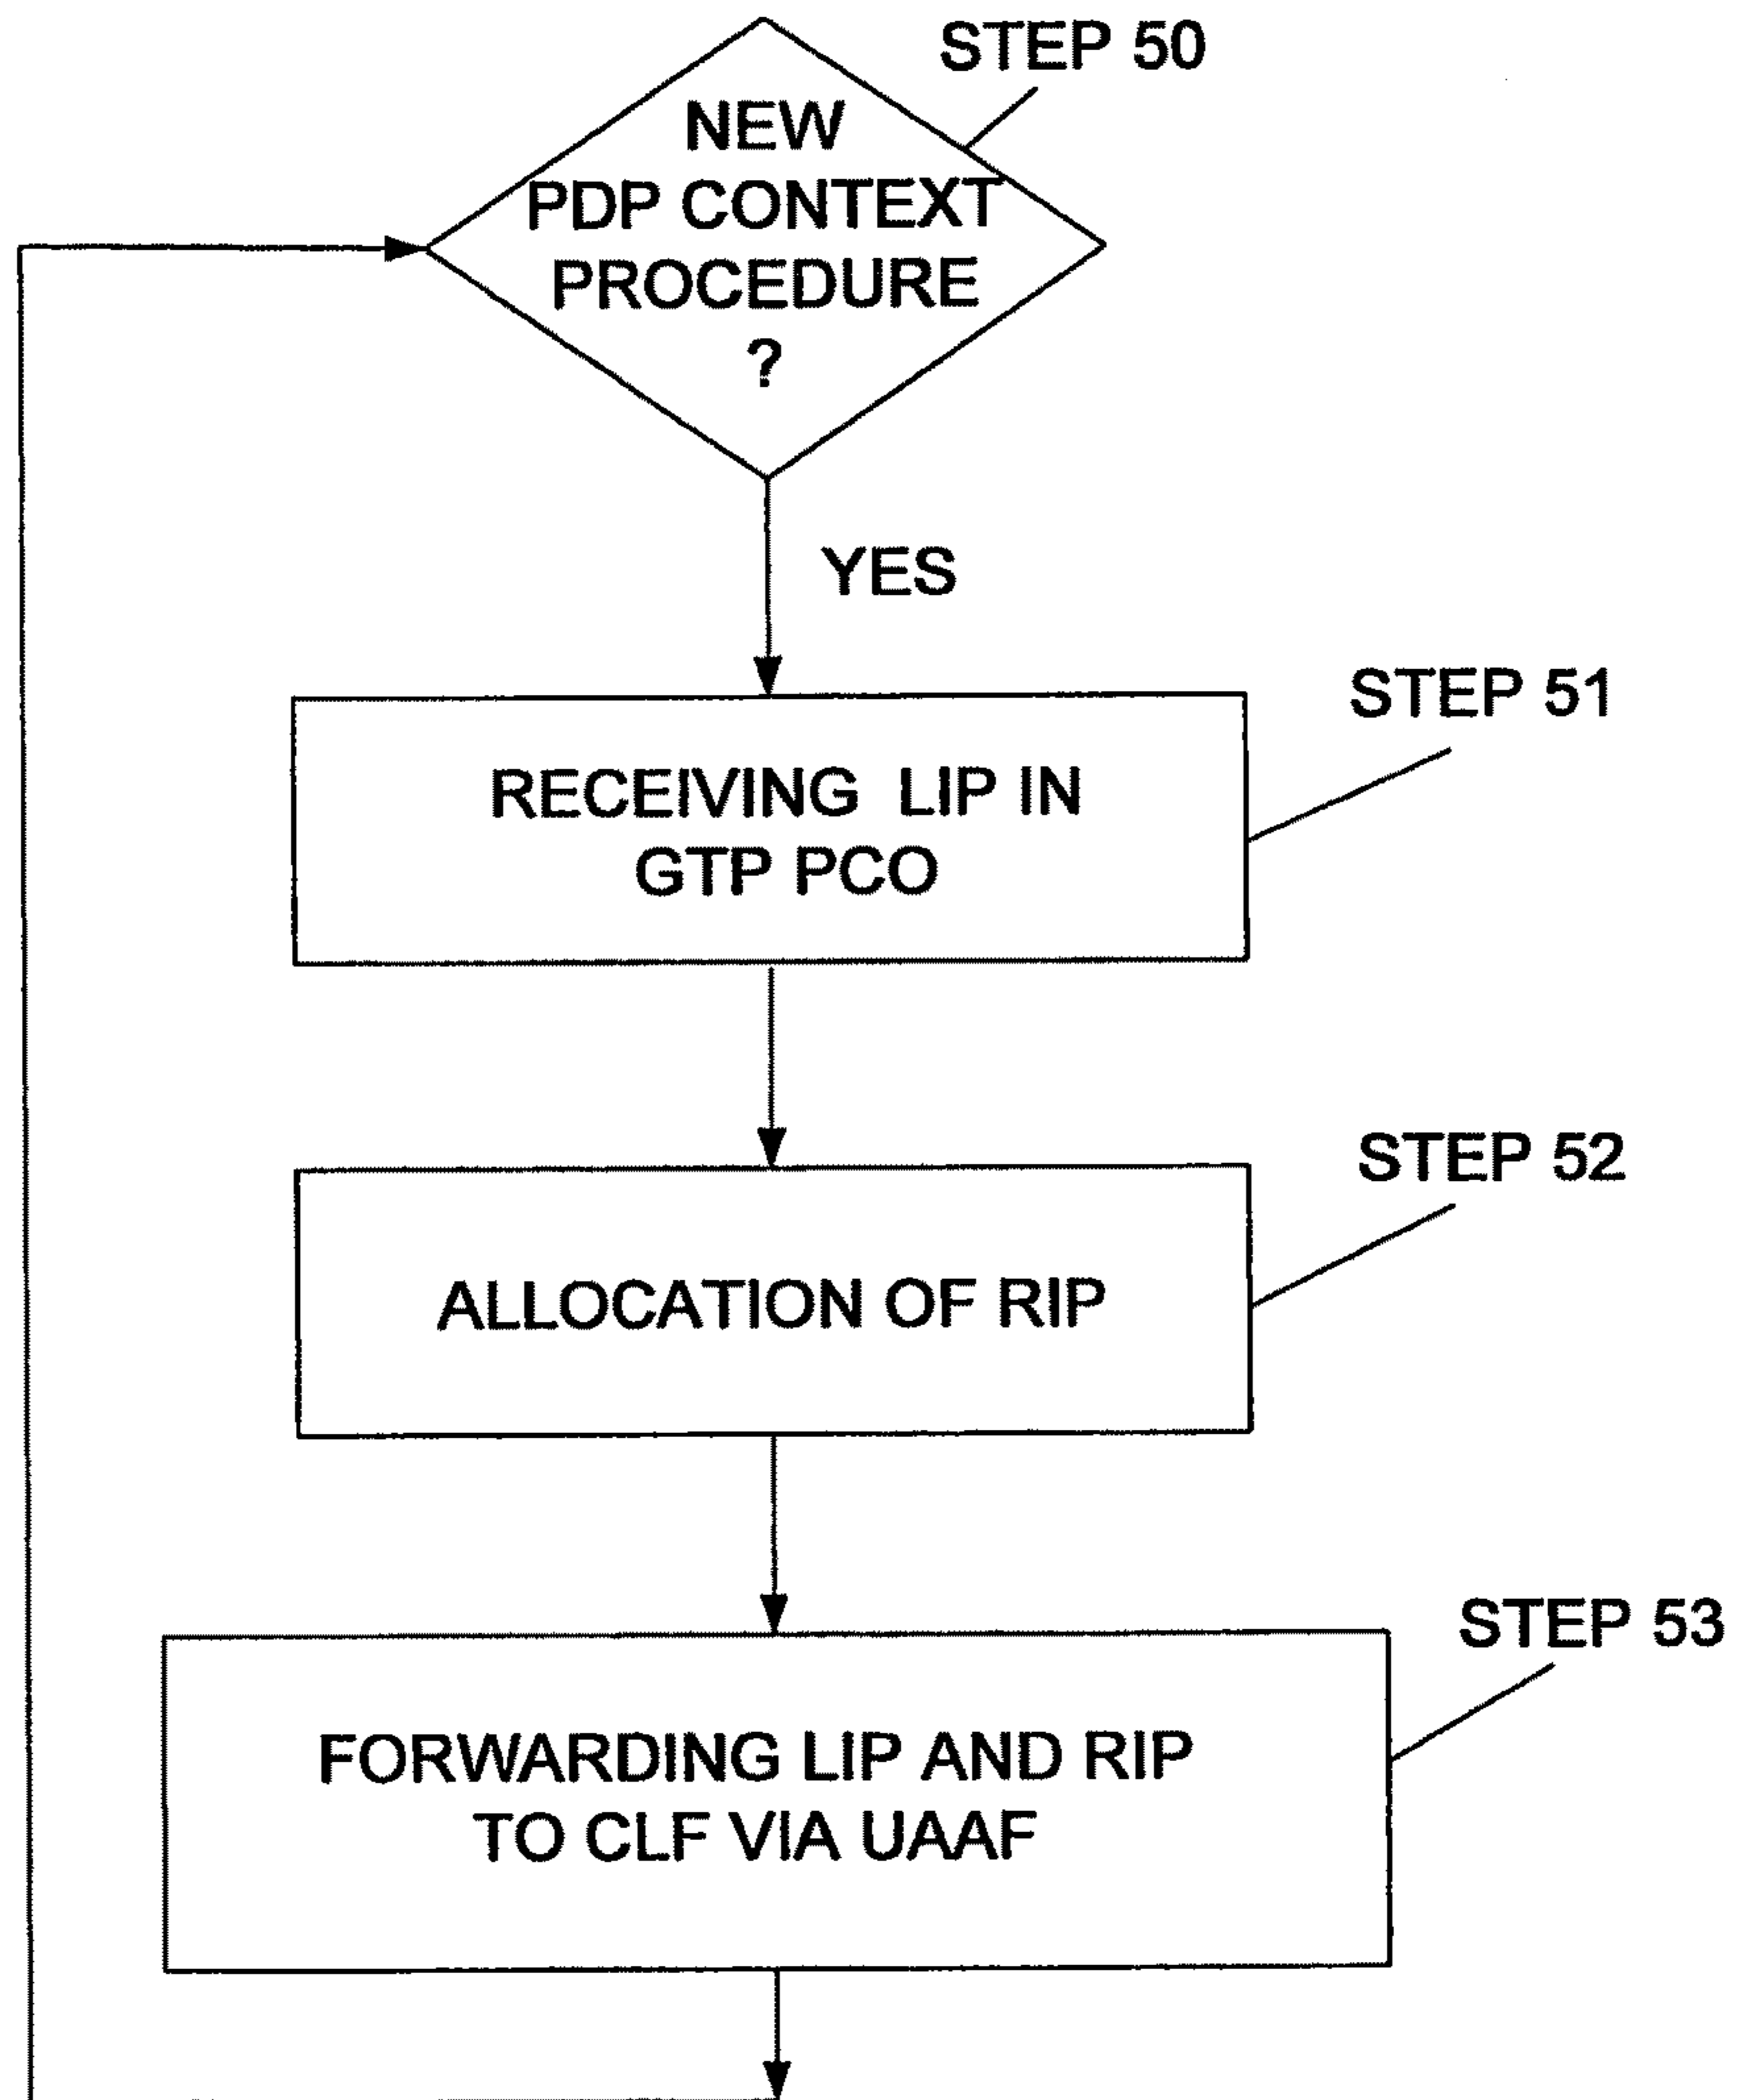 STEP 50
NEW
PDP CONTEXT
PROCEDURE
?
YES
STEP 51
RECEIVING LIP IN
GTP PCO
STEP 52
ALLOCATION OF RIP
STEP 53
FORWARDING LIP AND RIP
TO CLF VIA UAAF